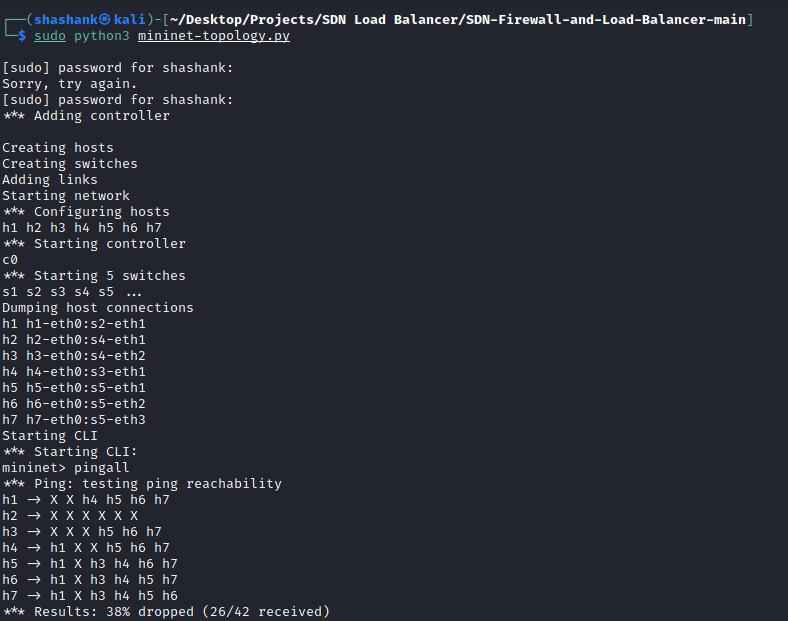 ┌──(shashank㉿kali)-[~/Desktop/Projects/SDN Load Balancer/SDN-Firewall-and-Load-Balancer-main]
└─$ sudo python3 mininet-topology.py
[sudo] password for shashank:
Sorry, try again.
[sudo] password for shashank:
*** Adding controller
Creating hosts
Creating switches
Adding links
Starting network
*** Configuring hosts
h1 h2 h3 h4 h5 h6 h7
*** Starting controller
c0
*** Starting 5 switches
s1 s2 s3 s4 s5 ...
Dumping host connections
h1 h1-eth0:s2-eth1
h2 h2-eth0:s4-eth1
h3 h3-eth0:s4-eth2
h4 h4-eth0:s3-eth1
h5 h5-eth0:s5-eth1
h6 h6-eth0:s5-eth2
h7 h7-eth0:s5-eth3
Starting CLI
*** Starting CLI:
mininet> pingall
*** Ping: testing ping reachability
h1 -> X X h4 h5 h6 h7
h2 -> X X X X X X
h3 -> X X X h5 h6 h7
h4 -> h1 X X h5 h6 h7
h5 -> h1 X h3 h4 h6 h7
h6 -> h1 X h3 h4 h5 h7
h7 -> h1 X h3 h4 h5 h6
*** Results: 38% dropped (26/42 received)